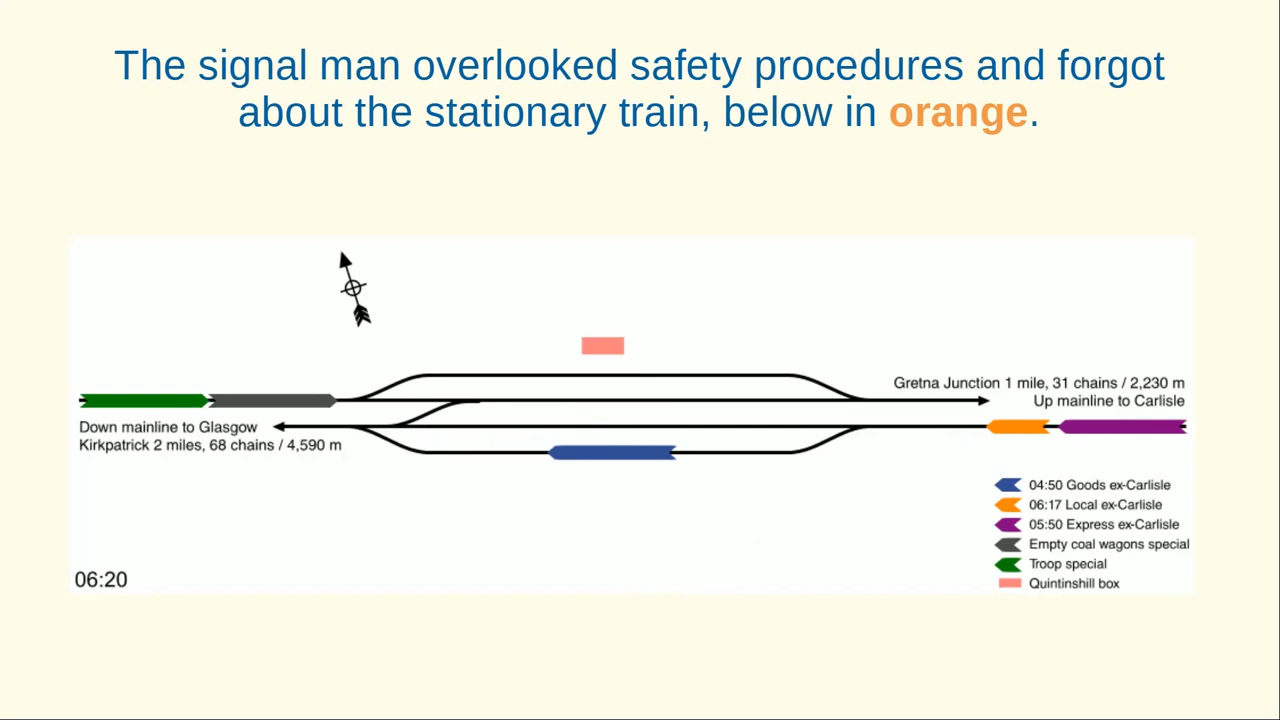 The signal man overlooked safety procedures and forgot
about the stationary train, below in orange.
Gretna Junction 1 mile, 31 chains / 2,230 m
Up mainline to Carlisle
Down mainline to Glasgow
Kirkpatrick 2 miles, 68 chains / 4,590 m
04:50 Goods ex-Carlisle
06:17 Local ex-Carlisle
05:50 Express ex-Carlisle
Empty coal wagons special
Troop special
Quintinshill box
06:20